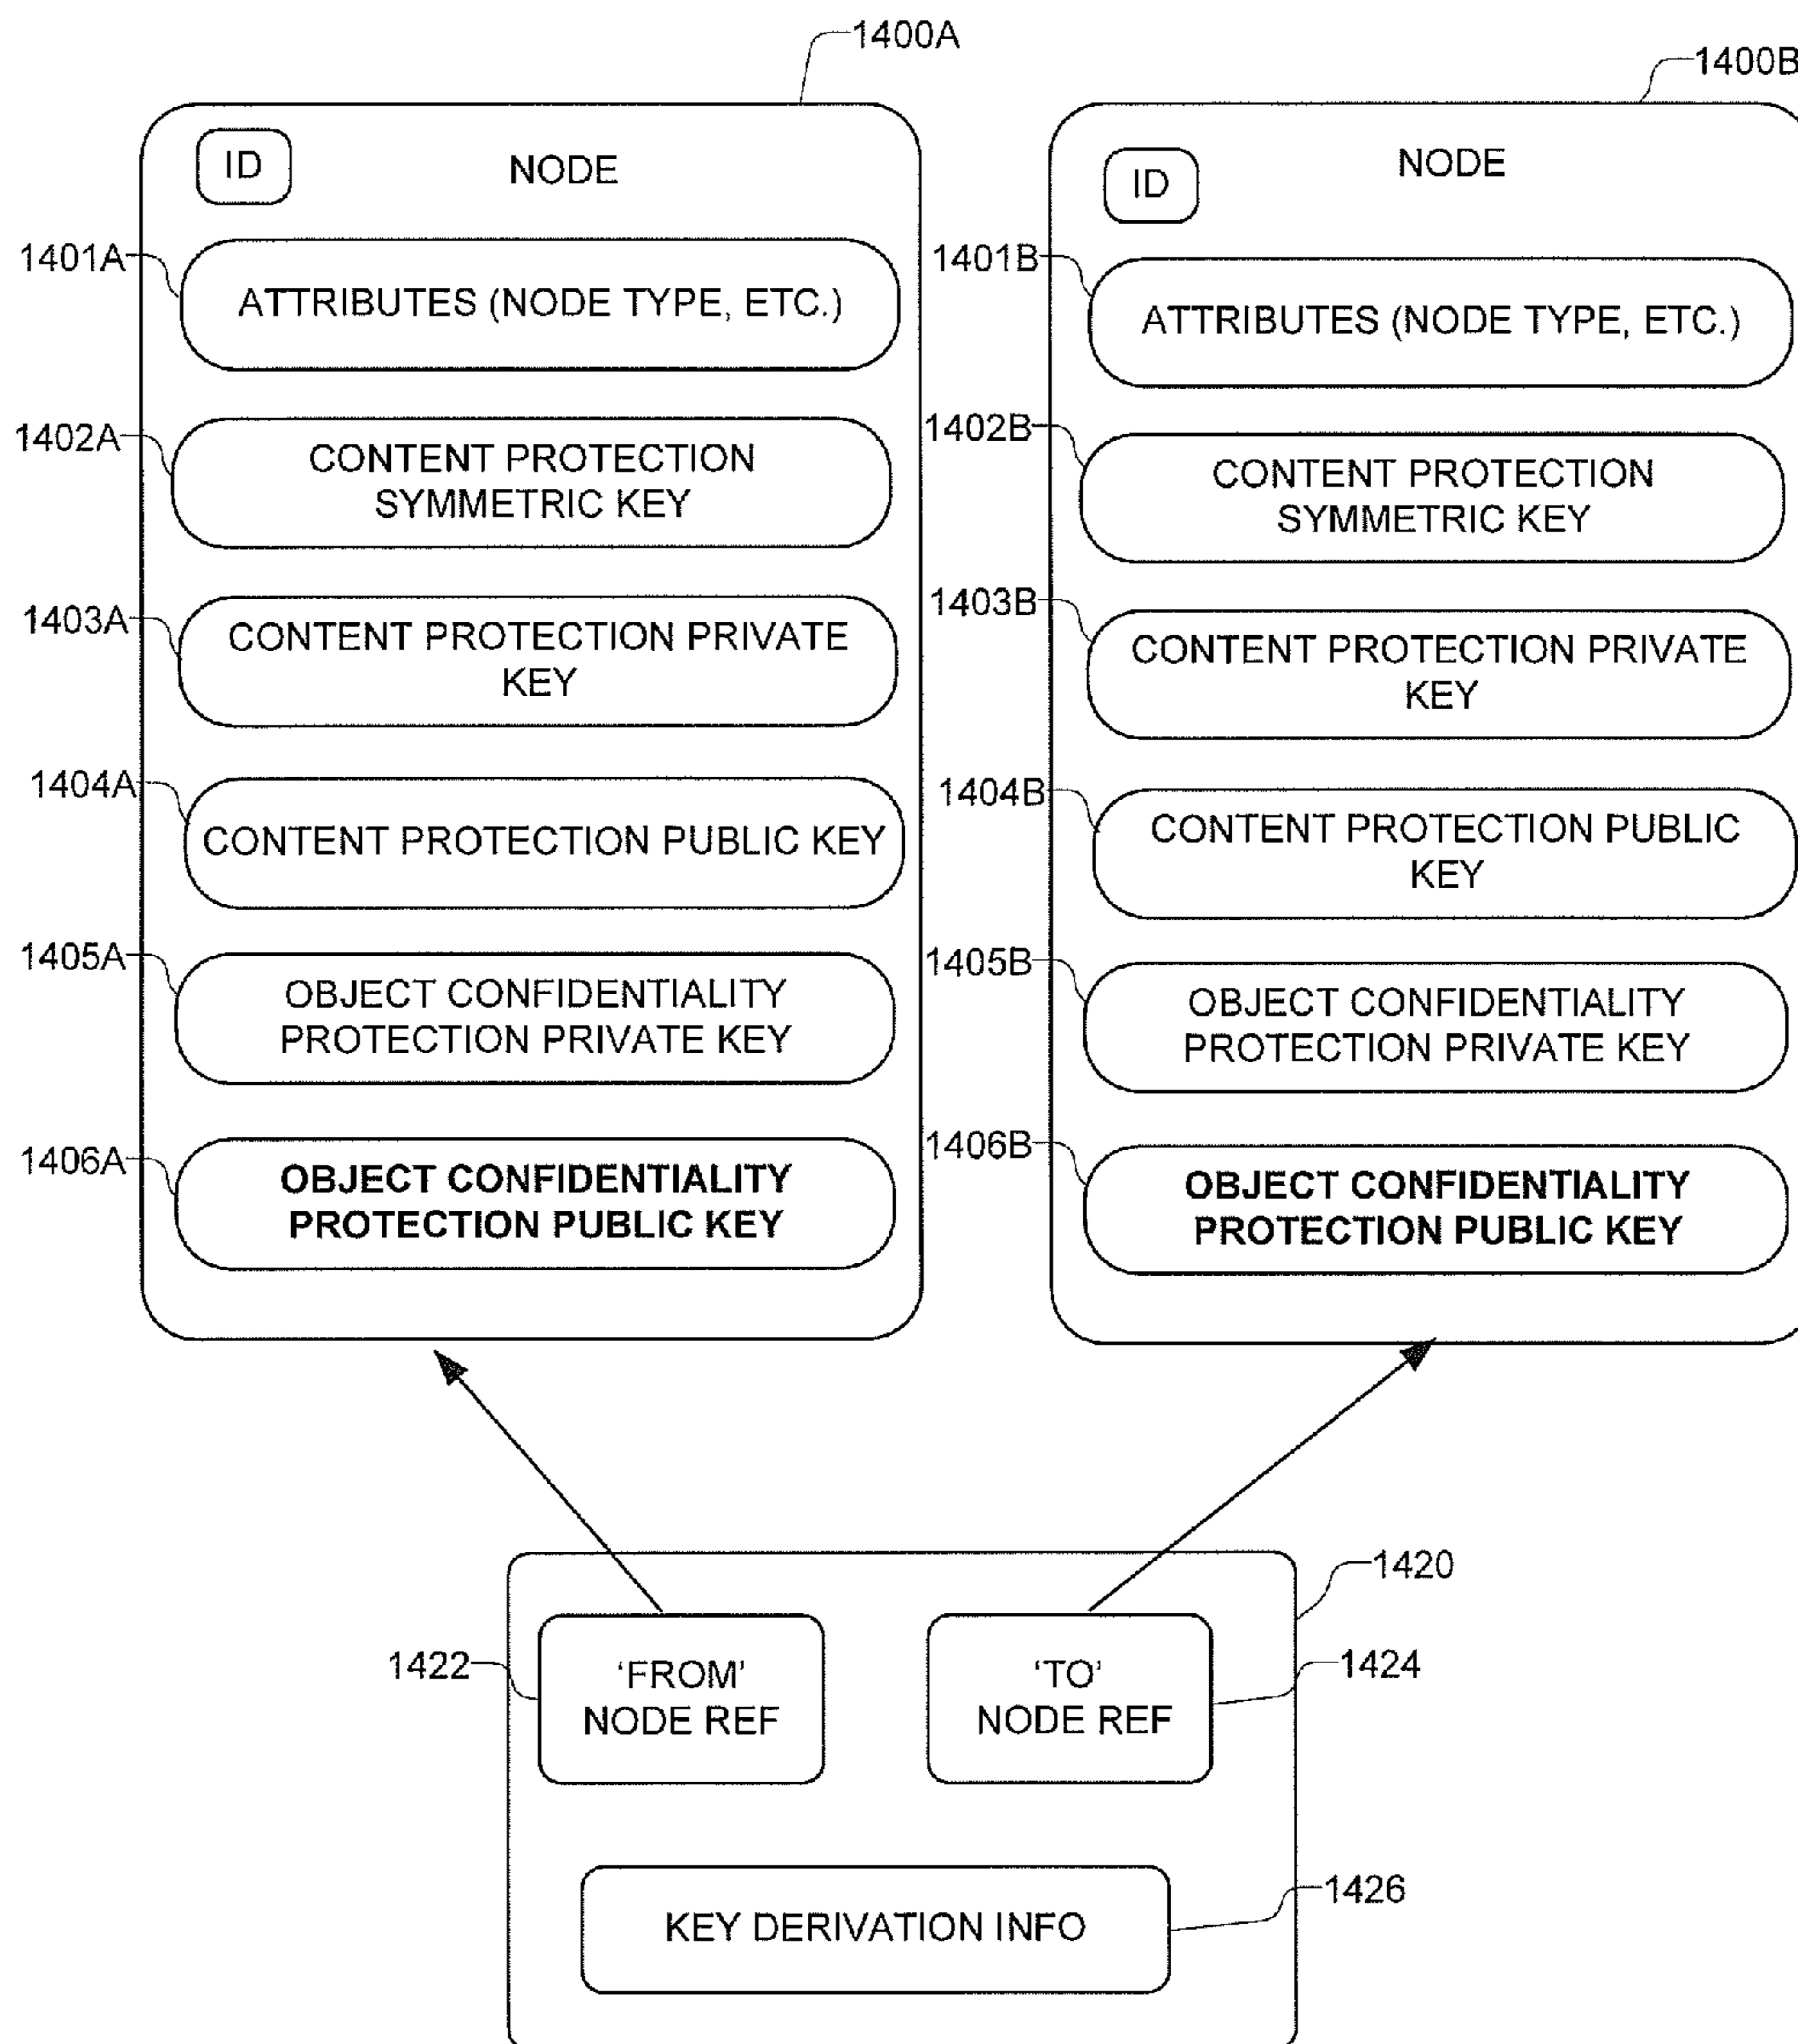 1400A
1400B
ID
NODE
ID
NODE
1401A
ATTRIBUTES (NODE TYPE, ETC.)
1401B
ATTRIBUTES (NODE TYPE, ETC.)
1402A
CONTENT PROTECTION
SYMMETRIC KEY
1402B
CONTENT PROTECTION
SYMMETRIC KEY
1403A
CONTENT PROTECTION PRIVATE
KEY
1403B
CONTENT PROTECTION PRIVATE
KEY
1404A
CONTENT PROTECTION PUBLIC KEY
1404B
CONTENT PROTECTION PUBLIC
KEY
1405A
OBJECT CONFIDENTIALITY
PROTECTION PRIVATE KEY
1405B
OBJECT CONFIDENTIALITY
PROTECTION PRIVATE KEY
1406A
OBJECT CONFIDENTIALITY
PROTECTION PUBLIC KEY
1406B
OBJECT CONFIDENTIALITY
PROTECTION PUBLIC KEY
1420
1422
‘FROM’
NODE REF
‘TO’
NODE REF
1424
KEY DERIVATION INFO
1426